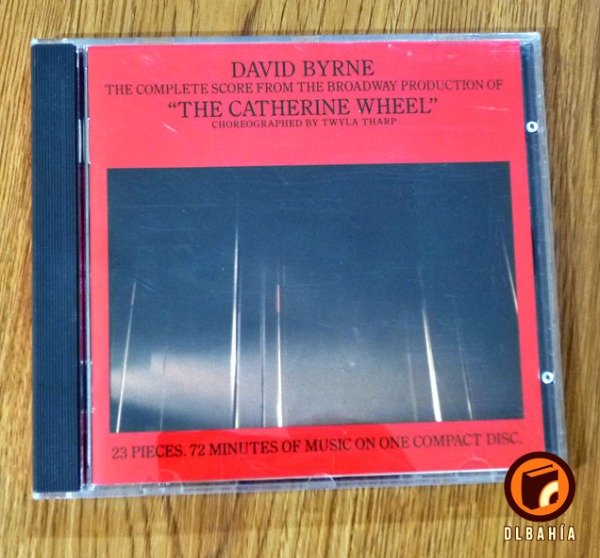 DAVID BYRNE
THE COMPLETE SCORE FROM THE BROADWAY PRODUCTION OF
“THE CATHERINE WHEEL”
CHOREOGRAPHED BY TWYLA THARP
23 PIECES. 72 MINUTES OF MUSIC ON ONE COMPACT DISC.
DLBAHÍA